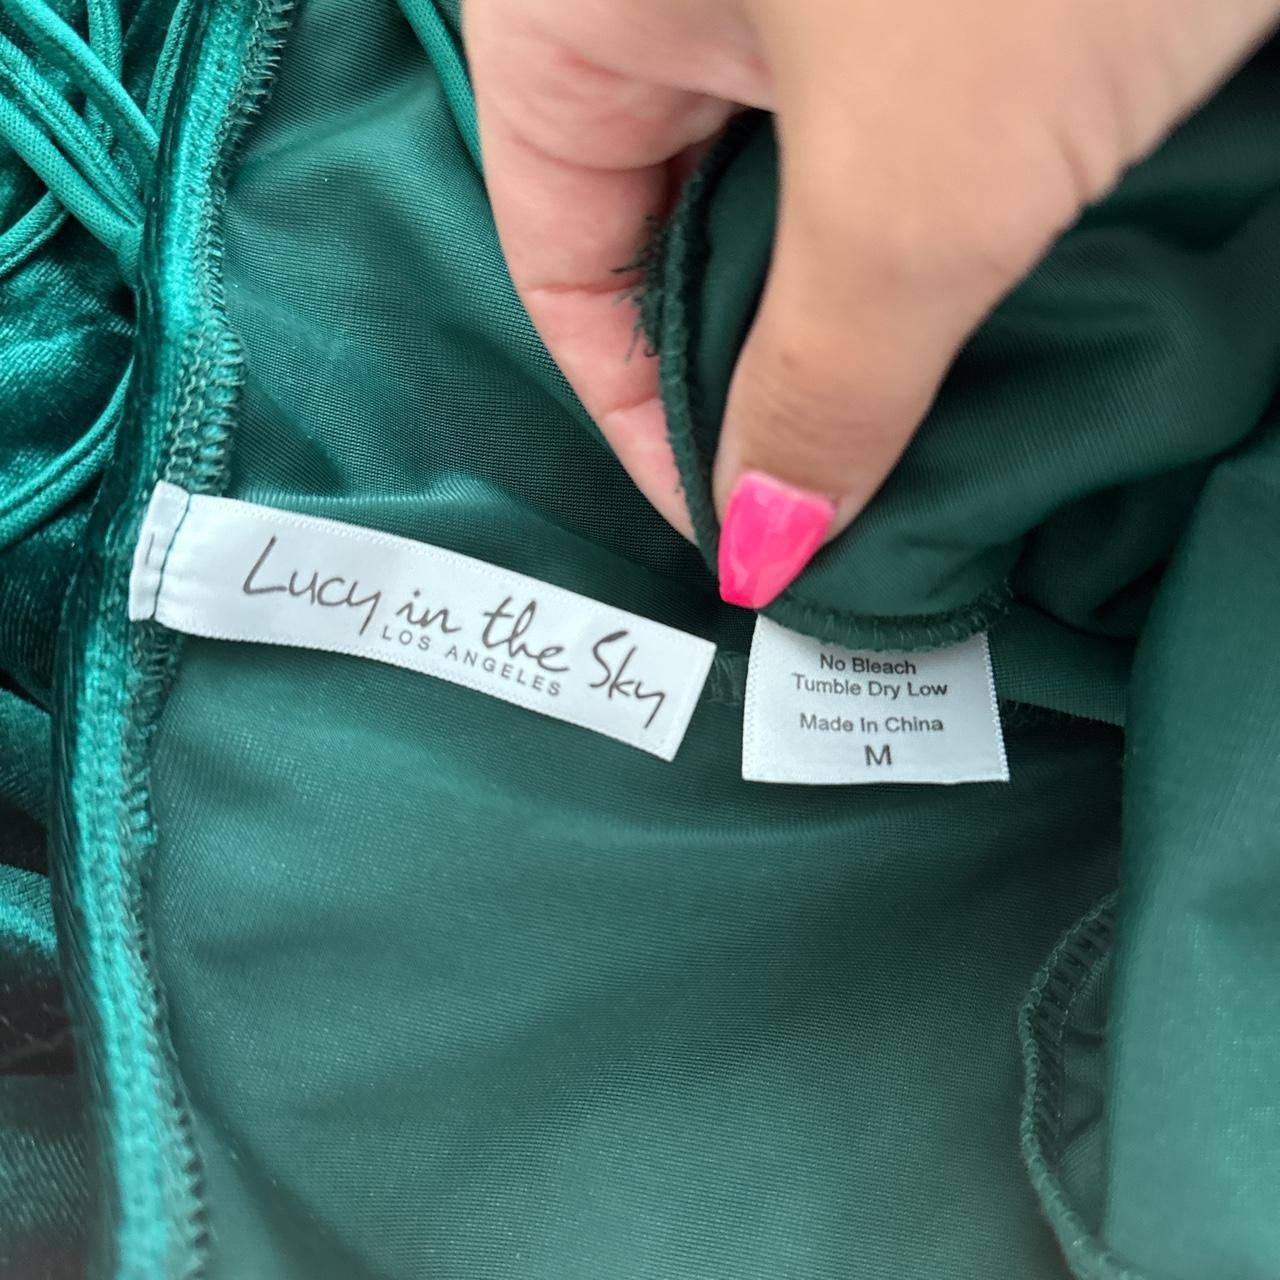 Lucy in the Sky
LOS ANGELES
No Bleach
Tumble Dry Low
Made In China
M